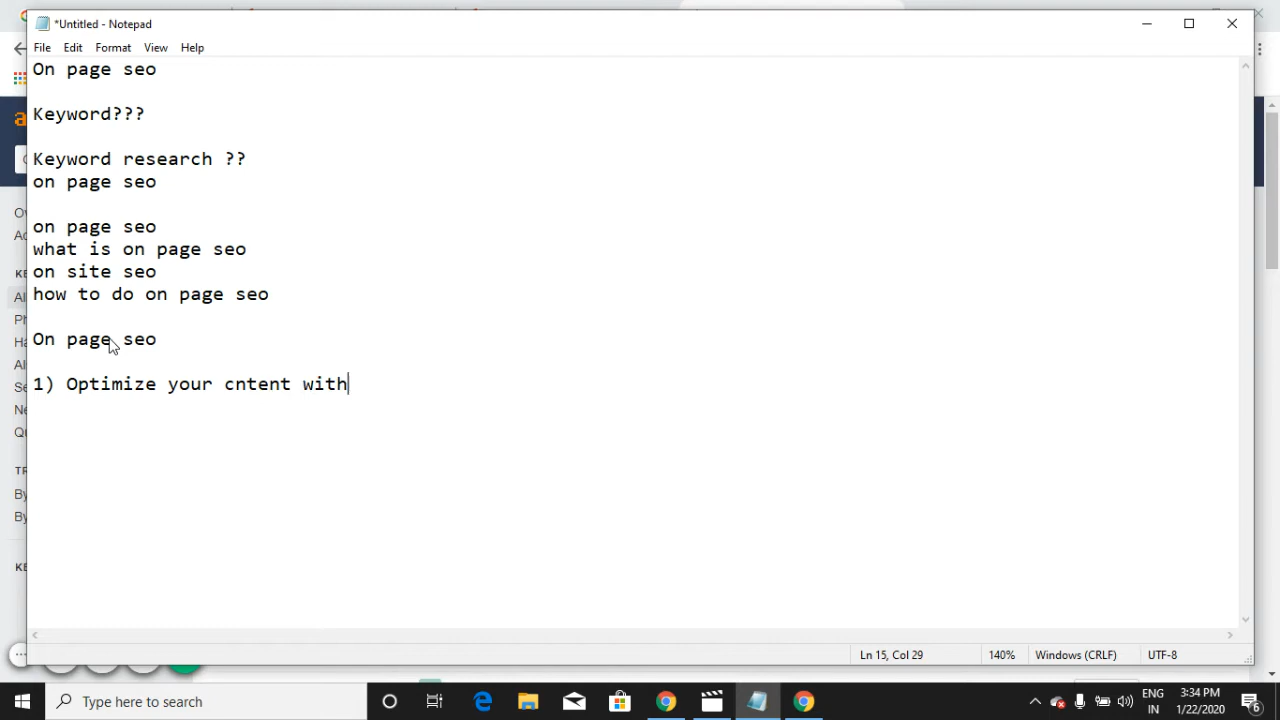 *Untitled - Notepad
File Edit Format View Help
On page seo
Keyword???
Keyword research ??
on page seo
on page seo
what is on page seo
on site seo
how to do on page seo
On page seo
1) Optimize your cntent with
Ln 15, Col 29 140% Windows (CRLF) UTF-8
Type here to search
ENG
IN
3:34 PM
1/22/2020
6